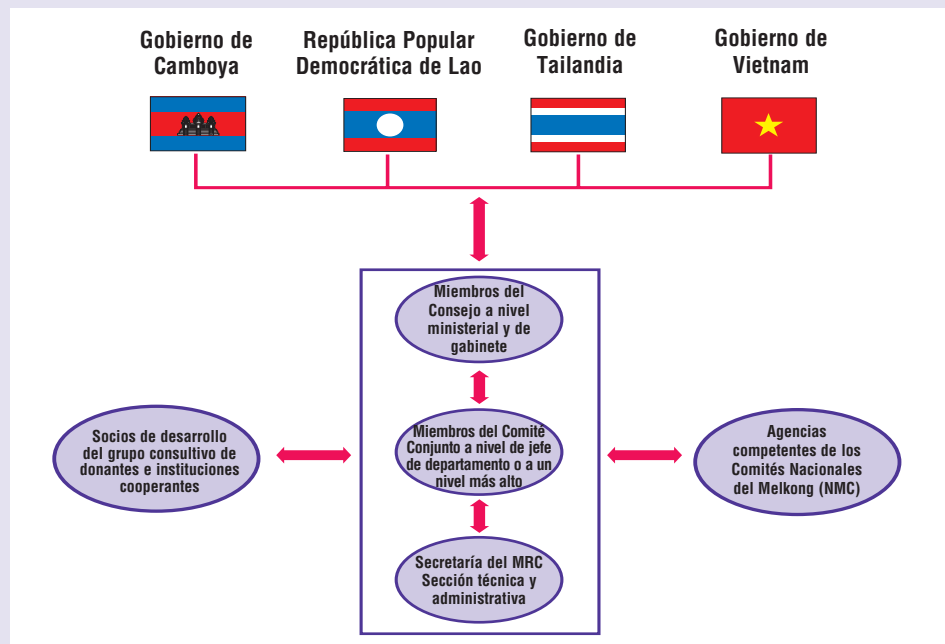 Gobierno de
Camboya
República Popular
Democrática de Lao
Gobierno de
Tailandia
Gobierno de
Vietnam
Miembros del
Consejo a nivel
ministerial y de
gabinete
Socios de desarrollo
del grupo consultivo de
donantes e instituciones
cooperantes
Miembros del Comité
Conjunto a nivel de jefe
de departamento o a un
nivel más alto
Agencias
competentes de los
Comités Nacionales
del Melkong (NMC)
Secretaría del MRC
Sección técnica y
administrativa